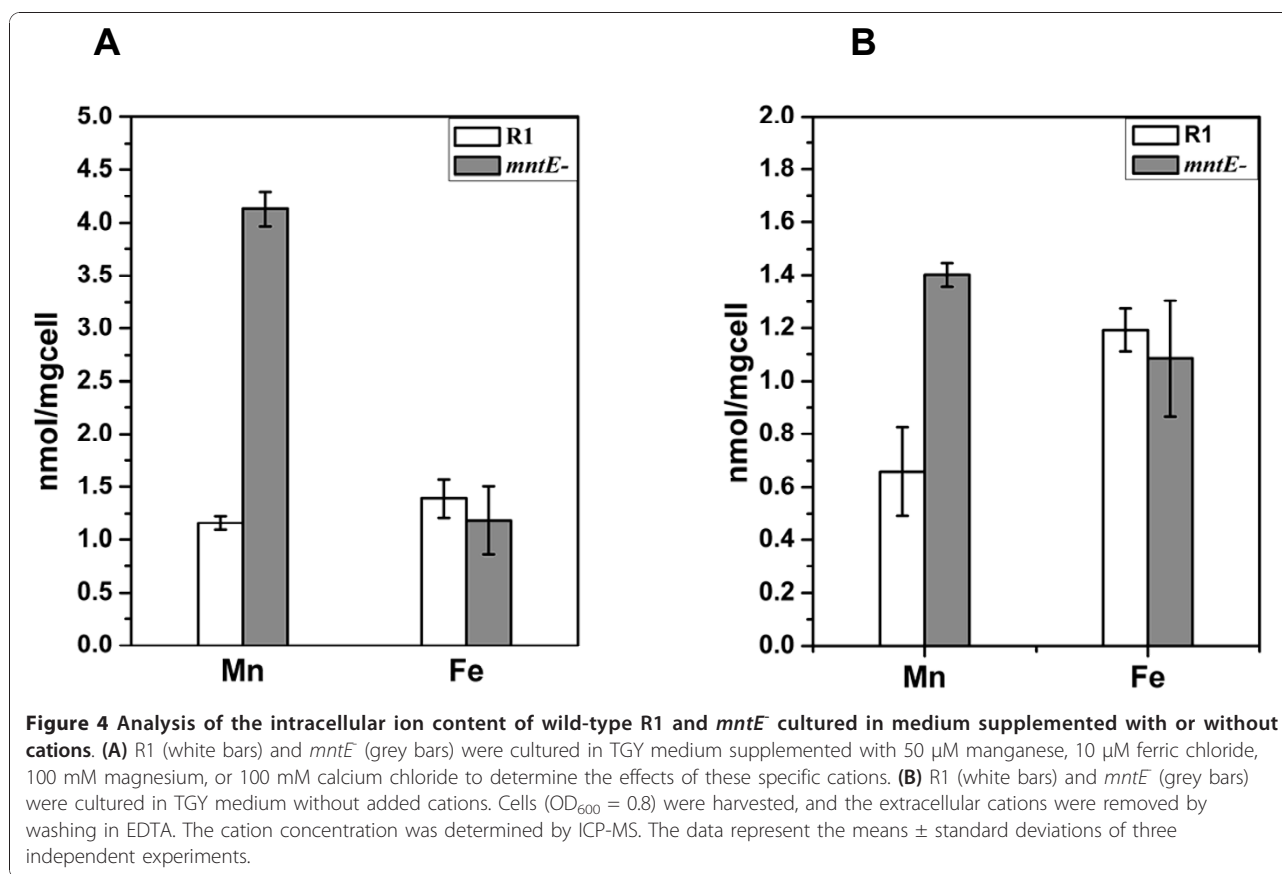 A
5.0
4.5
4.0
3.5
3.0
2.5
2.0
1.5
1.0
0.5
0.0
nmol/mgcell
R1
mntE-
Mn
Fe
B
2.0
1.8
1.6
1.4
1.2
1.0
0.8
0.6
0.4
0.2
0.0
nmol/mgcell
R1
mntE-
Mn
Fe
Figure 4 Analysis of the intracellular ion content of wild-type R1 and mntE⁻ cultured in medium supplemented with or without
cations. (A) R1 (white bars) and mntE⁻ (grey bars) were cultured in TGY medium supplemented with 50 μM manganese, 10 μM ferric chloride,
100 mM magnesium, or 100 mM calcium chloride to determine the effects of these specific cations. (B) R1 (white bars) and mntE⁻ (grey bars)
were cultured in TGY medium without added cations. Cells (OD₆₀₀ = 0.8) were harvested, and the extracellular cations were removed by
washing in EDTA. The cation concentration was determined by ICP-MS. The data represent the means ± standard deviations of three
independent experiments.